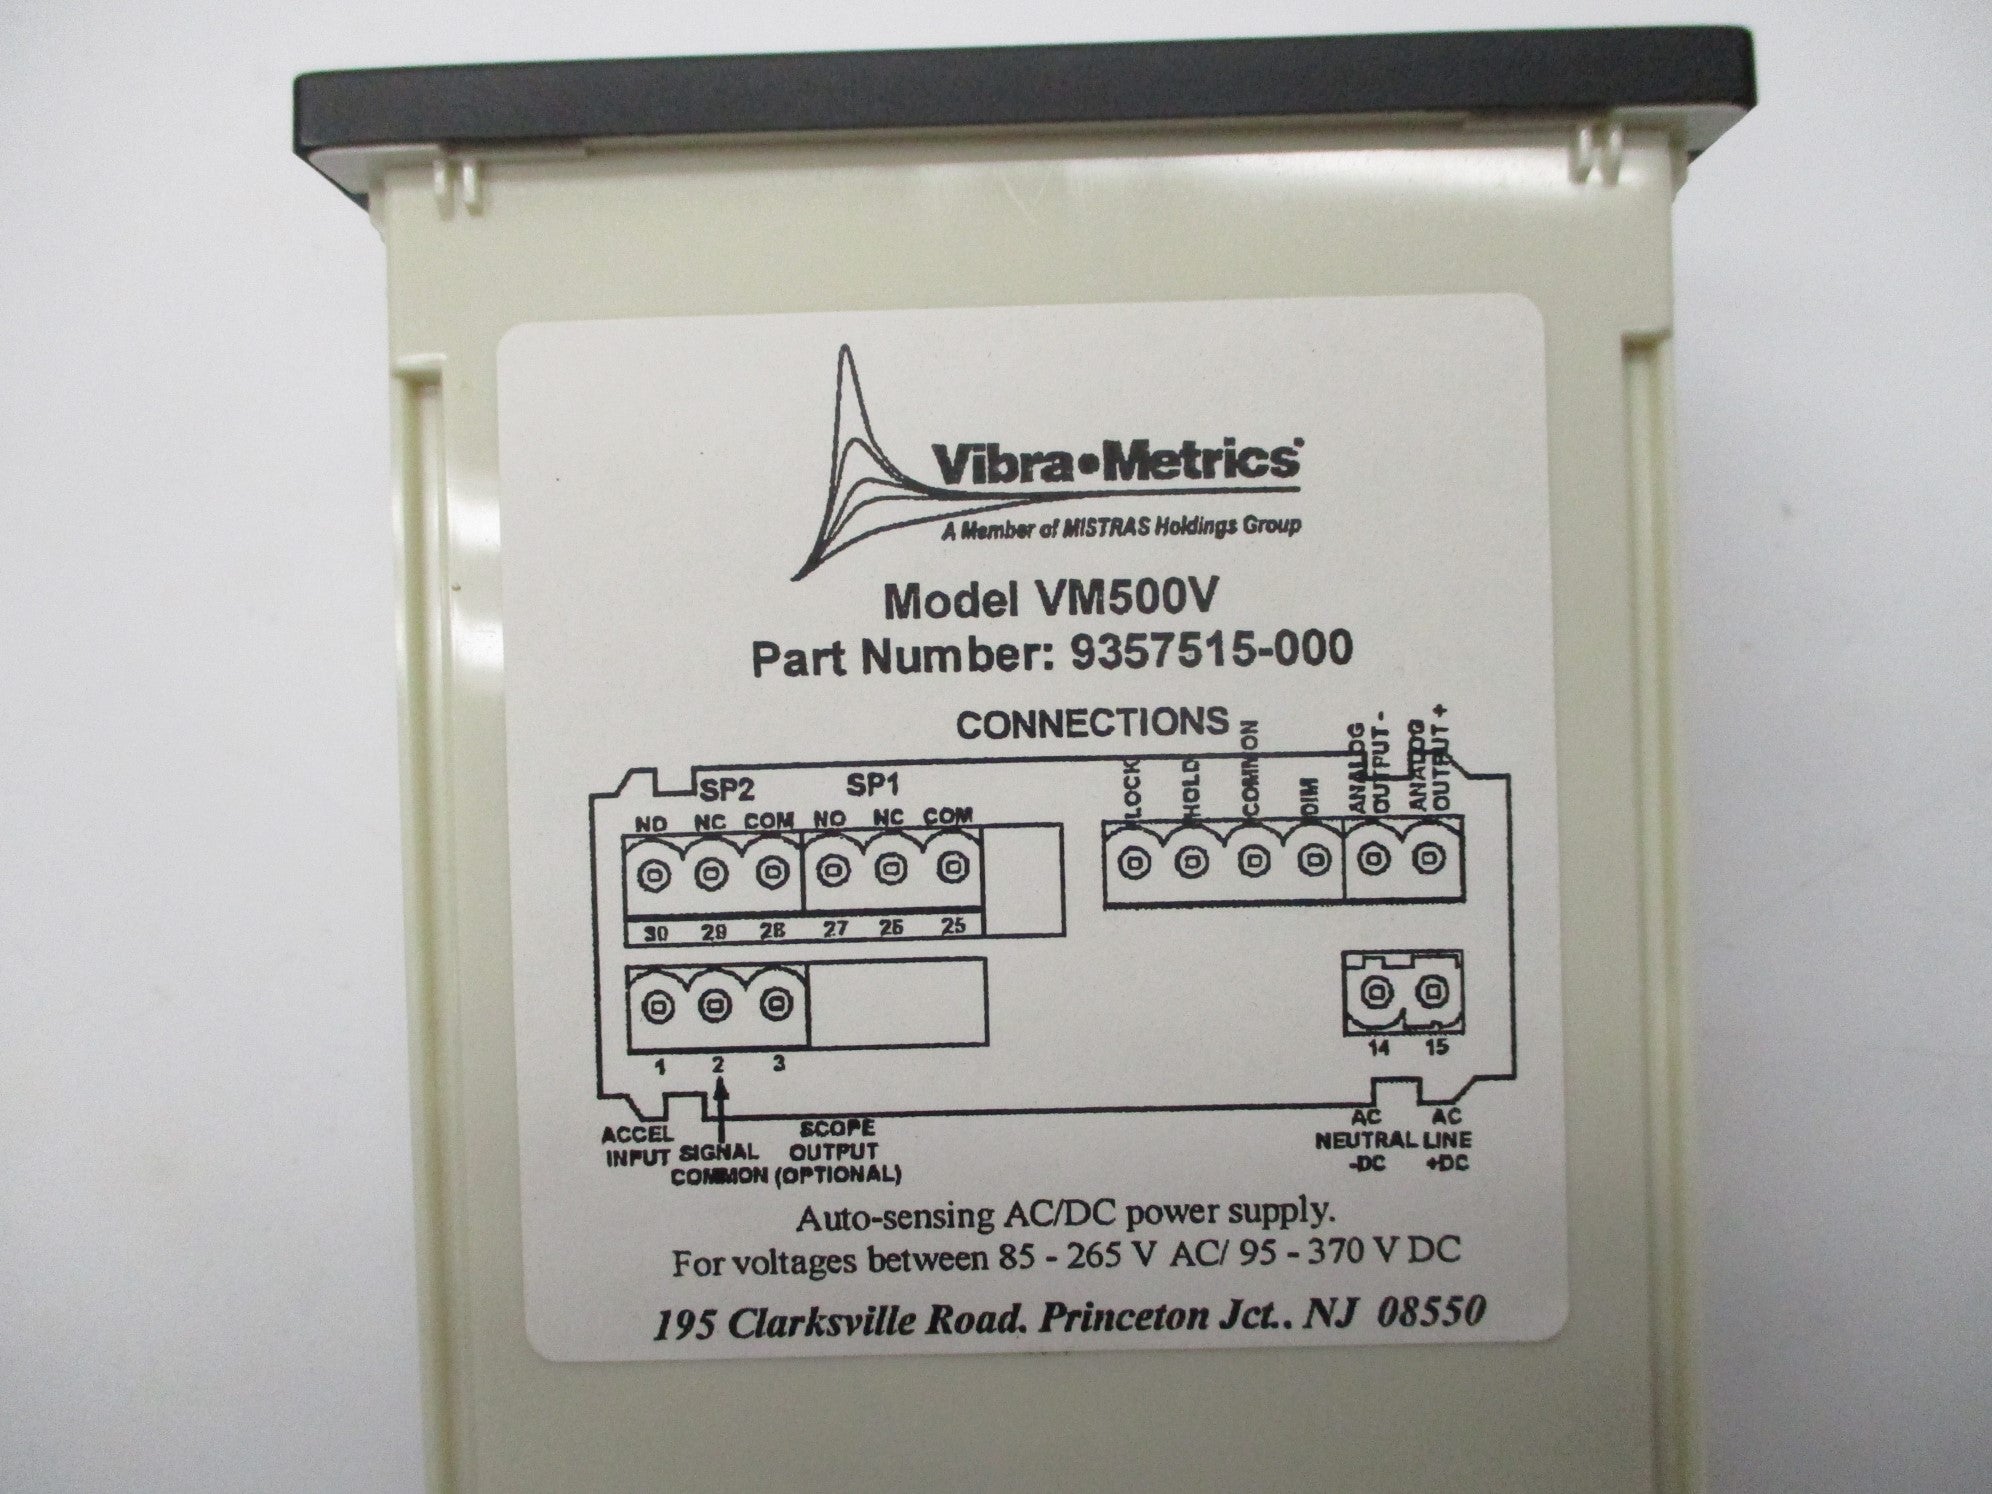 Vibra•Metrics
A Member of MISTRAS Holdings Group
Model VM500V
Part Number: 9357515-000
CONNECTIONS
SP2 SP1
NO NC COM NO NC COM
LOCK
HOLD
COMMON
DIM
ANALOG
OUTPUT -
ANALOG
OUTPUT +
30 29 28 27 26 25
1 2 3
14 15
ACCEL
INPUT
SIGNAL
COMMON
SCOPE
OUTPUT
(OPTIONAL)
AC
NEUTRAL
-DC
AC
LINE
+DC
Auto-sensing AC/DC power supply.
For voltages between 85 - 265 V AC/ 95 - 370 V DC
195 Clarksville Road. Princeton Jct.. NJ 08550